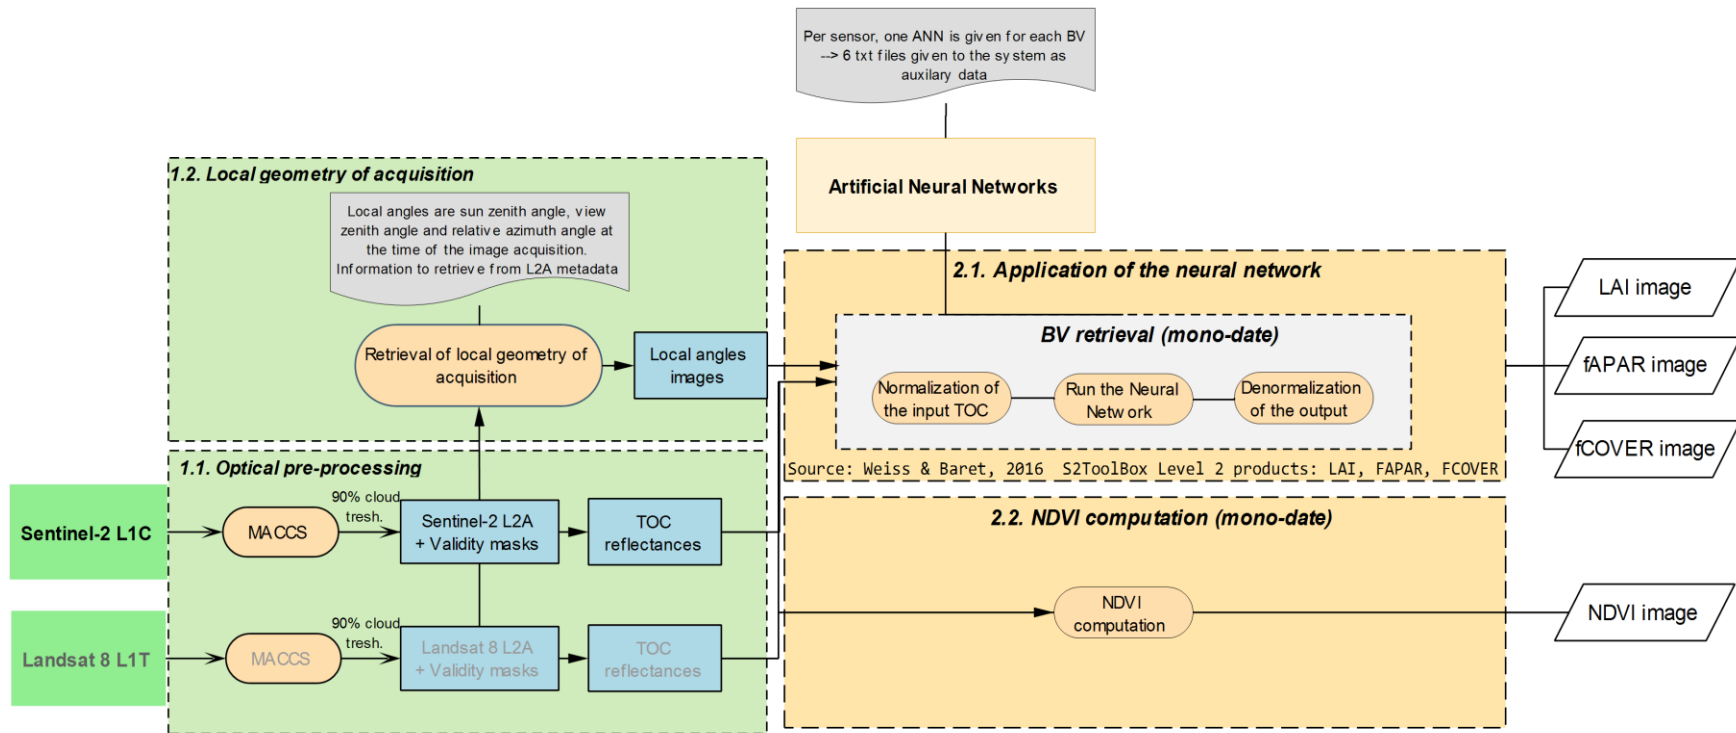 Per sensor, one ANN is given for each BV
--> 6 txt files given to the system as
auxilary data
Artificial Neural Networks
1.2. Local geometry of acquisition
Local angles are sun zenith angle, view
zenith angle and relative azimuth angle at
the time of the image acquisition.
Information to retrieve from L2A metadata
Retrieval of local geometry of
acquisition
Local angles
images
2.1. Application of the neural network
BV retrieval (mono-date)
Normalization of
the input TOC
Run the Neural
Network
Denormalization
of the output
Source: Weiss & Baret, 2016  S2ToolBox Level 2 products: LAI, FAPAR, FCOVER
LAI image
fAPAR image
fCOVER image
1.1. Optical pre-processing
Sentinel-2 L1C
MACCS
90% cloud
tresh.
Sentinel-2 L2A
+ Validity masks
TOC
reflectances
Landsat 8 L1T
MACCS
90% cloud
tresh.
Landsat 8 L2A
+ Validity masks
TOC
reflectances
2.2. NDVI computation (mono-date)
NDVI
computation
NDVI image